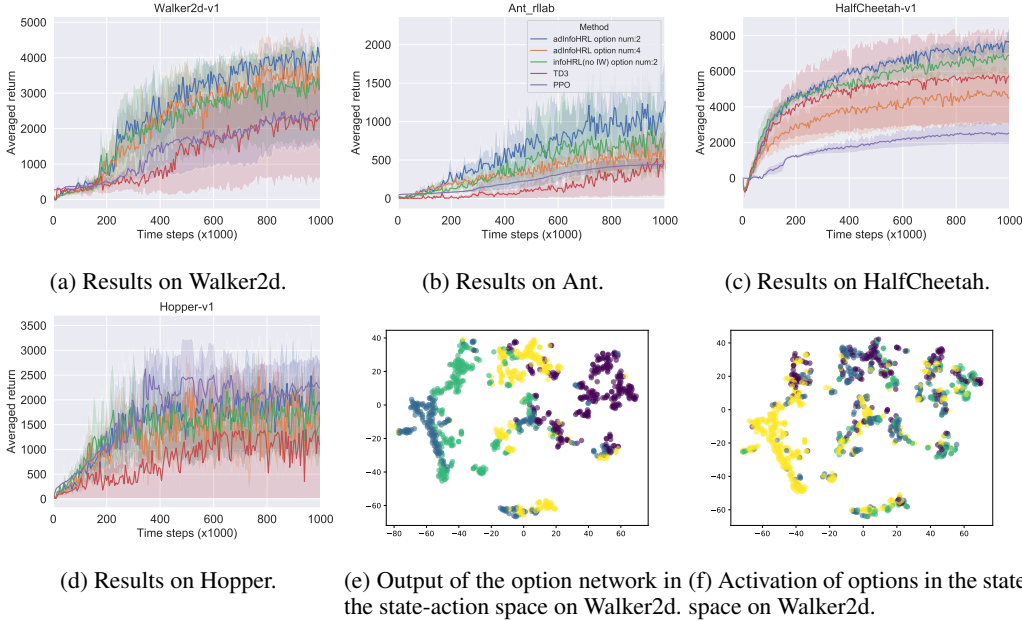 Walker2d-v1
5000
4000
3000
2000
1000
0
Averaged return
0 200 400 600 800 1000
Time steps (x1000)
(a) Results on Walker2d.
Ant_rllab
2000
1500
1000
500
0
Averaged return
Method
adInfoHRL option num:2
adInfoHRL option num:4
infoHRL(no IW) option num:2
TD3
PPO
0 200 400 600 800 1000
Time steps (x1000)
(b) Results on Ant.
HalfCheetah-v1
8000
6000
4000
2000
0
Averaged return
0 200 400 600 800 1000
Time steps (x1000)
(c) Results on HalfCheetah.
Hopper-v1
3500
3000
2500
2000
1500
1000
500
0
Averaged return
0 200 400 600 800 1000
Time steps (x1000)
(d) Results on Hopper.
40
20
0
−20
−40
−60
−80 −60 −40 −20 0 20 40 60
(e) Output of the option network in
the state-action space on Walker2d.
40
20
0
−20
−40
−60
−60 −40 −20 0 20 40 60
(f) Activation of options in the state
space on Walker2d.